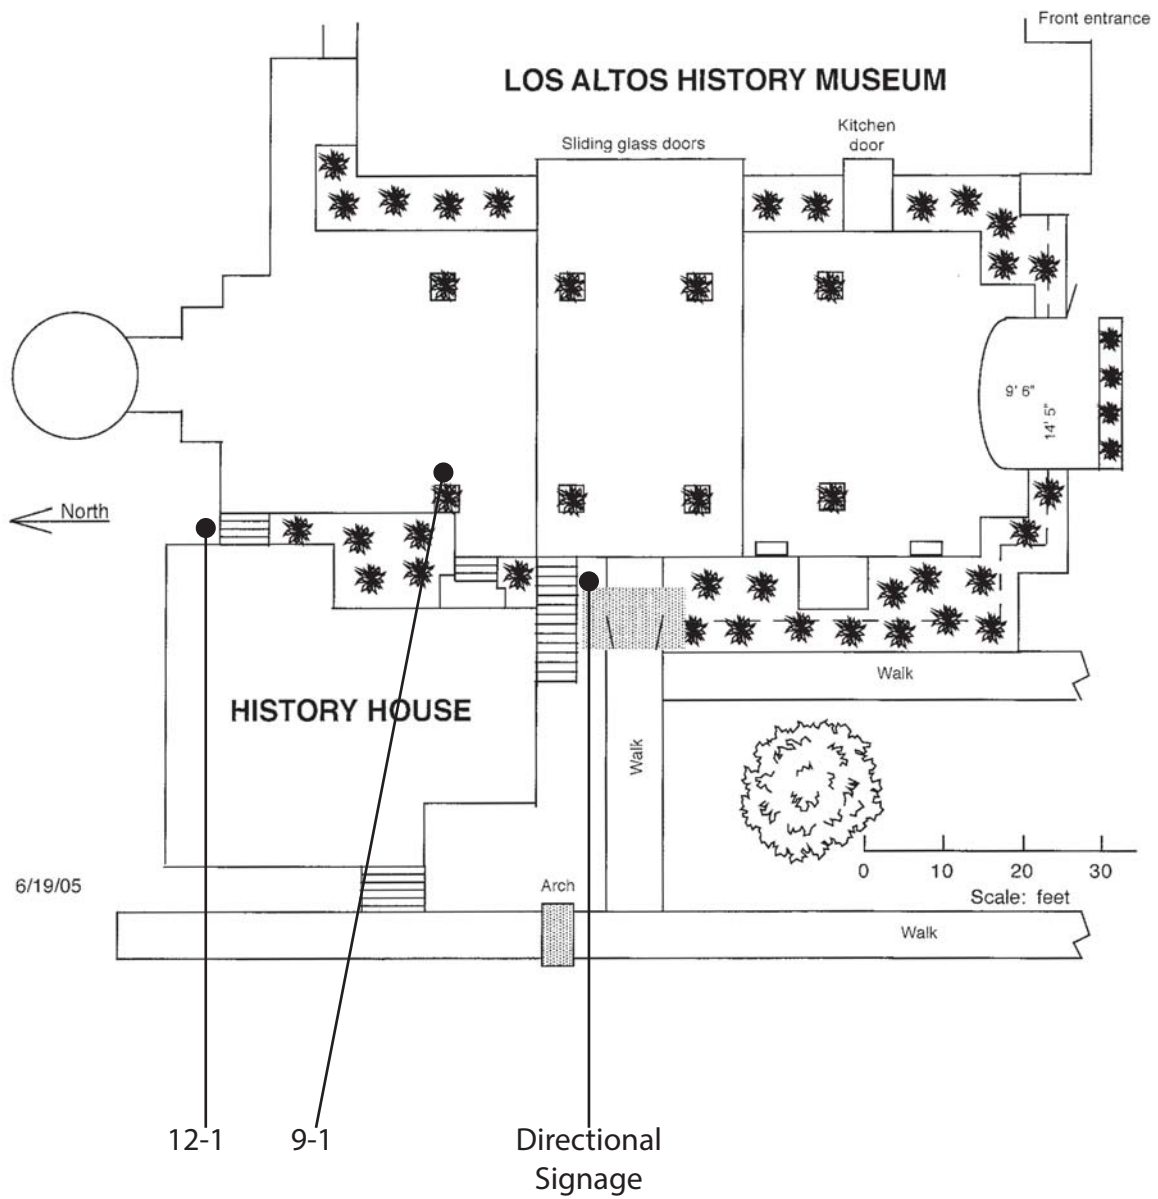 Front entrance
LOS ALTOS HISTORY MUSEUM
Kitchen
door
Sliding glass doors
9' 6"
14' 5"
North
Walk
HISTORY HOUSE
Walk
0 10 20 30
Scale: feet
6/19/05
Arch
Walk
12-1
9-1
Directional
Signage